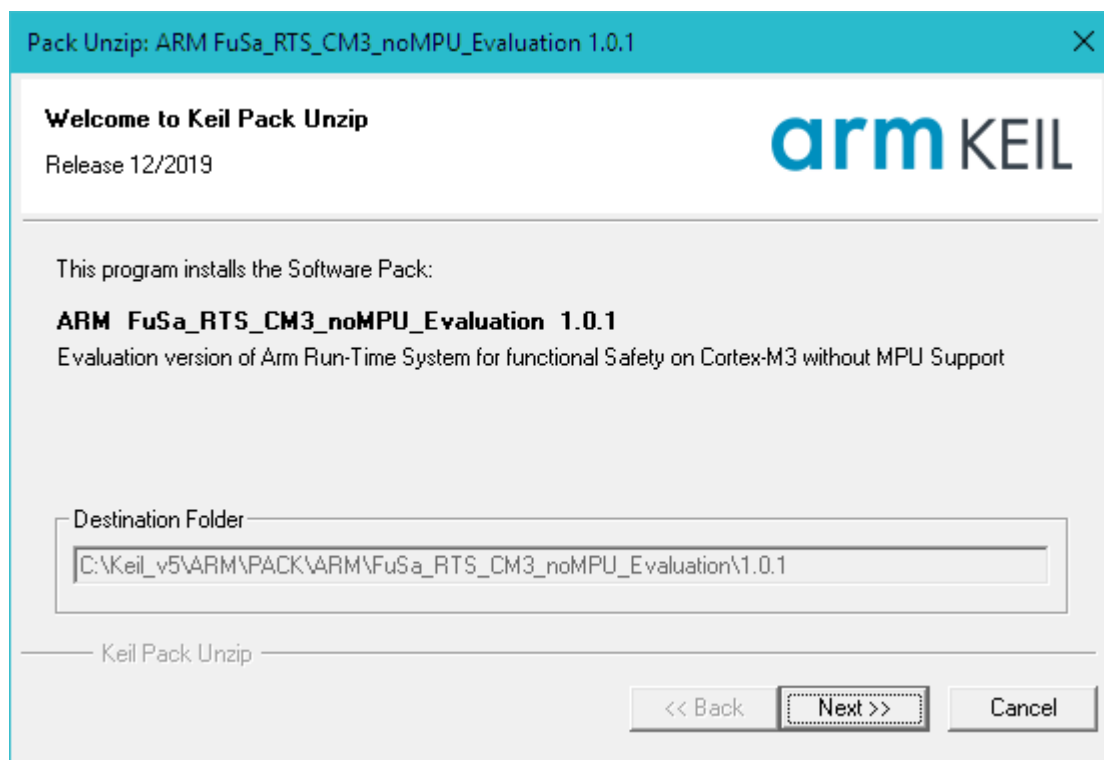 Pack Unzip: ARM FuSa_RTS_CM3_noMPU_Evaluation 1.0.1
Welcome to Keil Pack Unzip
Release 12/2019
arm KEIL
This program installs the Software Pack:
ARM FuSa_RTS_CM3_noMPU_Evaluation 1.0.1
Evaluation version of Arm Run-Time System for functional Safety on Cortex-M3 without MPU Support
Destination Folder
C:\Keil_v5\ARM\PACK\ARM\FuSa_RTS_CM3_noMPU_Evaluation\1.0.1
Keil Pack Unzip
<< Back Next >> Cancel